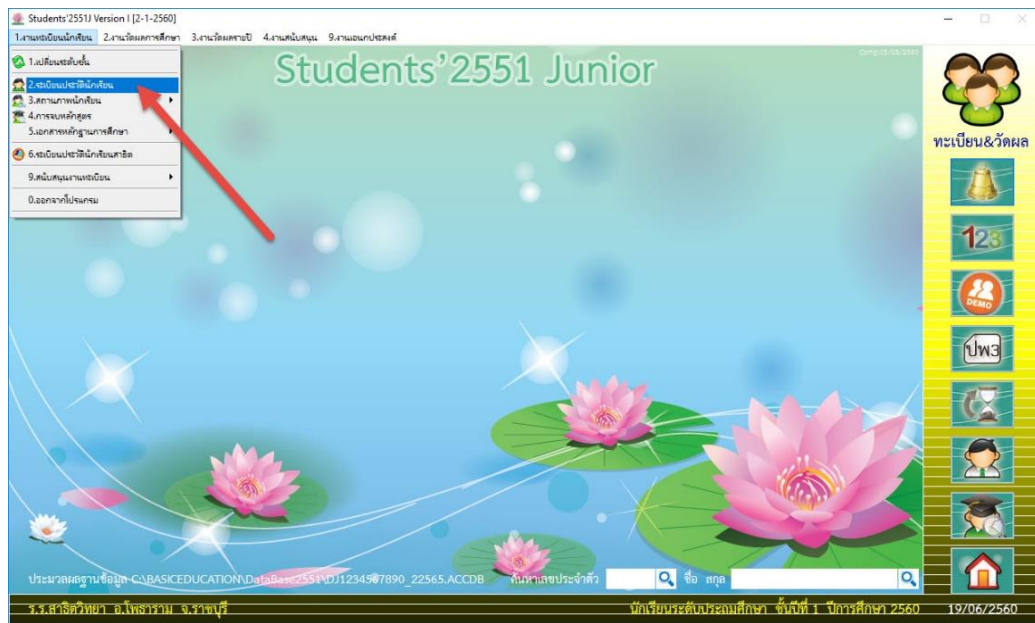 Students'2551J Version I [2-1-2560]
1.งานทะเบียนนักเรียน 2.งานวัดผลการศึกษา 3.งานวัดผลรายปี 4.งานสนับสนุน 9.งานเอนกประสงค์
1.เปลี่ยนระดับชั้น
2.ระเบียนประวัตินักเรียน
3.สถานภาพนักเรียน
4.การจบหลักสูตร
5.เอกสารหลักฐานการศึกษา
6.ระเบียนประวัตินักเรียนสาธิต
9.สนับสนุนงานทะเบียน
0.ออกจากโปรแกรม
Students'2551 Junior
Comp:05/05/2560
ทะเบียน&วัดผล
123
DEMO
ปพ3
ประมวลผลฐานข้อมูล C:\BASICEDUCATION\DataBase2551\DJ1234567890_22565.ACCDB ค้นหาเลขประจำตัว ชื่อ สกุล
ร.ร.สาธิตวิทยา อ.โพธาราม จ.ราชบุรี นักเรียนระดับประถมศึกษา ชั้นปีที่ 1 ปีการศึกษา 2560 19/06/2560